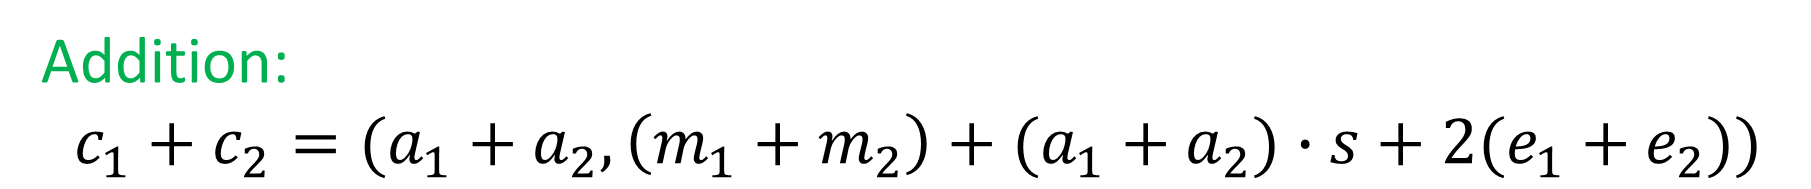 Addition:
c₁ + c₂ = (a₁ + a₂, (m₁ + m₂) + (a₁ + a₂) · s + 2(e₁ + e₂))